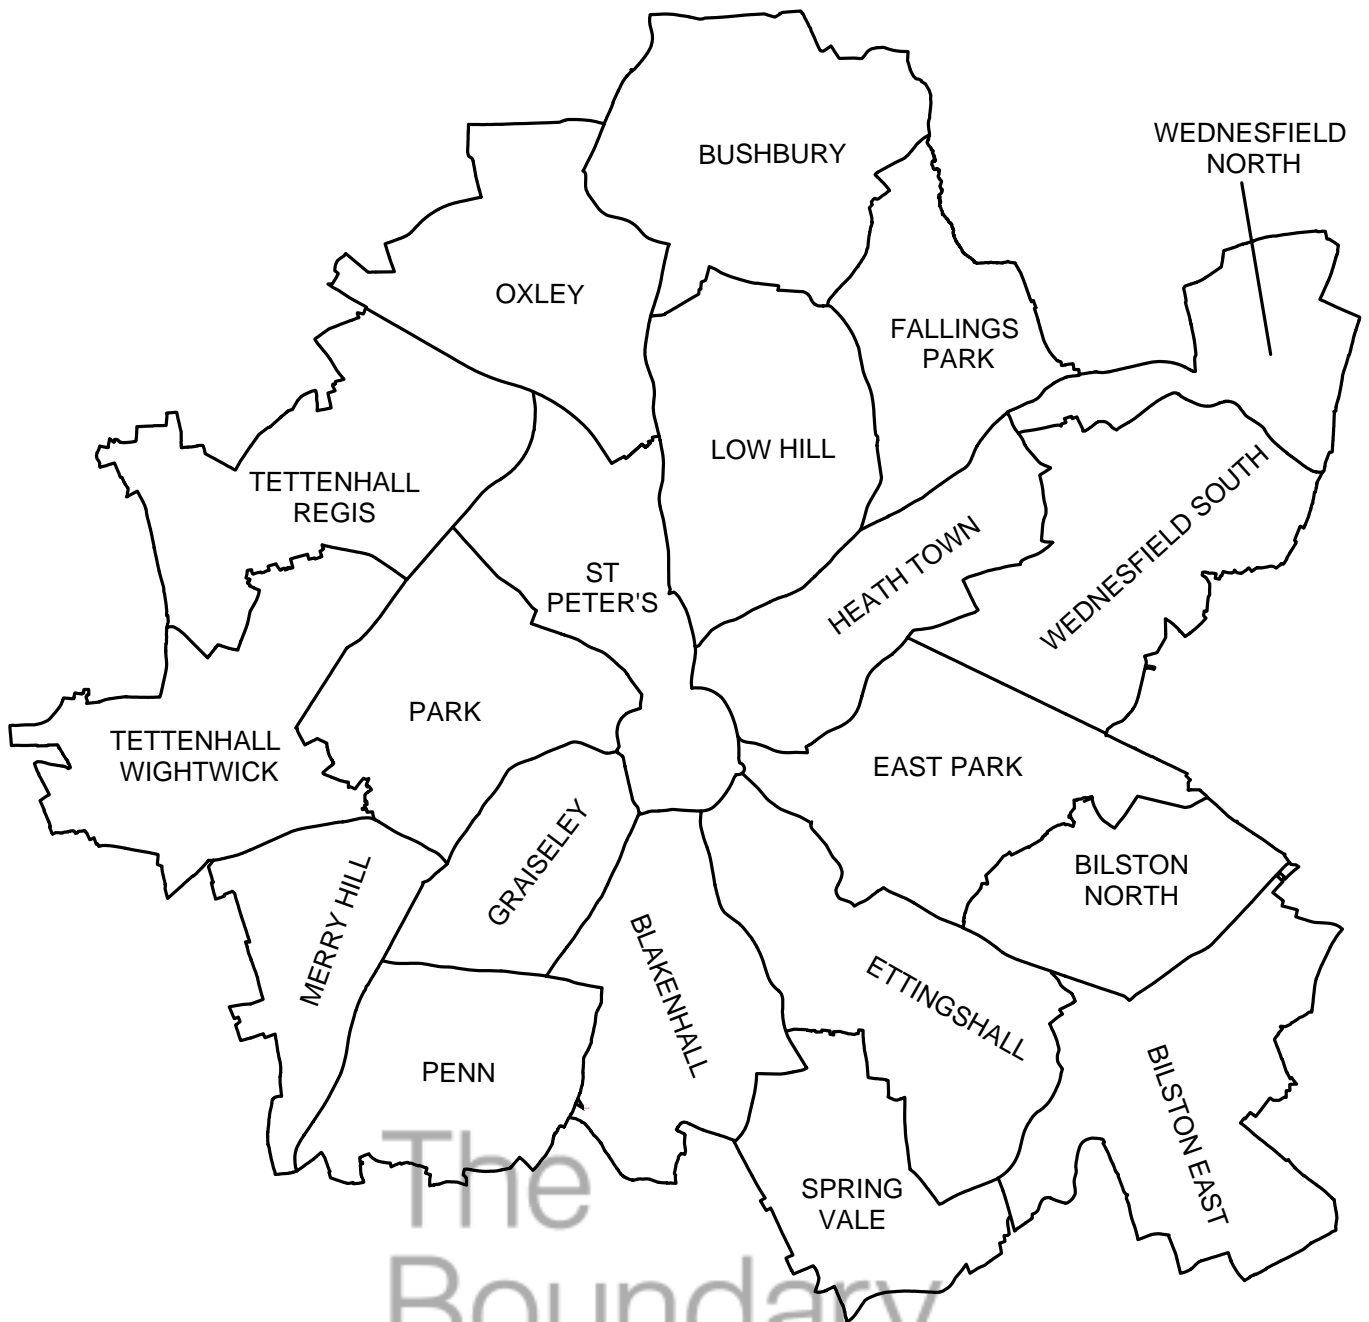 WEDNESFIELD
NORTH
BUSHBURY
OXLEY
FALLINGS
PARK
LOW HILL
TETTENHALL
REGIS
WEDNESFIELD SOUTH
HEATH TOWN
ST
PETER'S
PARK
TETTENHALL
WIGHTWICK
EAST PARK
GRAISELEY
BILSTON
NORTH
MERRY HILL
BLAKENHALL
ETTINGSHALL
PENN
BILSTON EAST
SPRING
VALE
The
Boundary